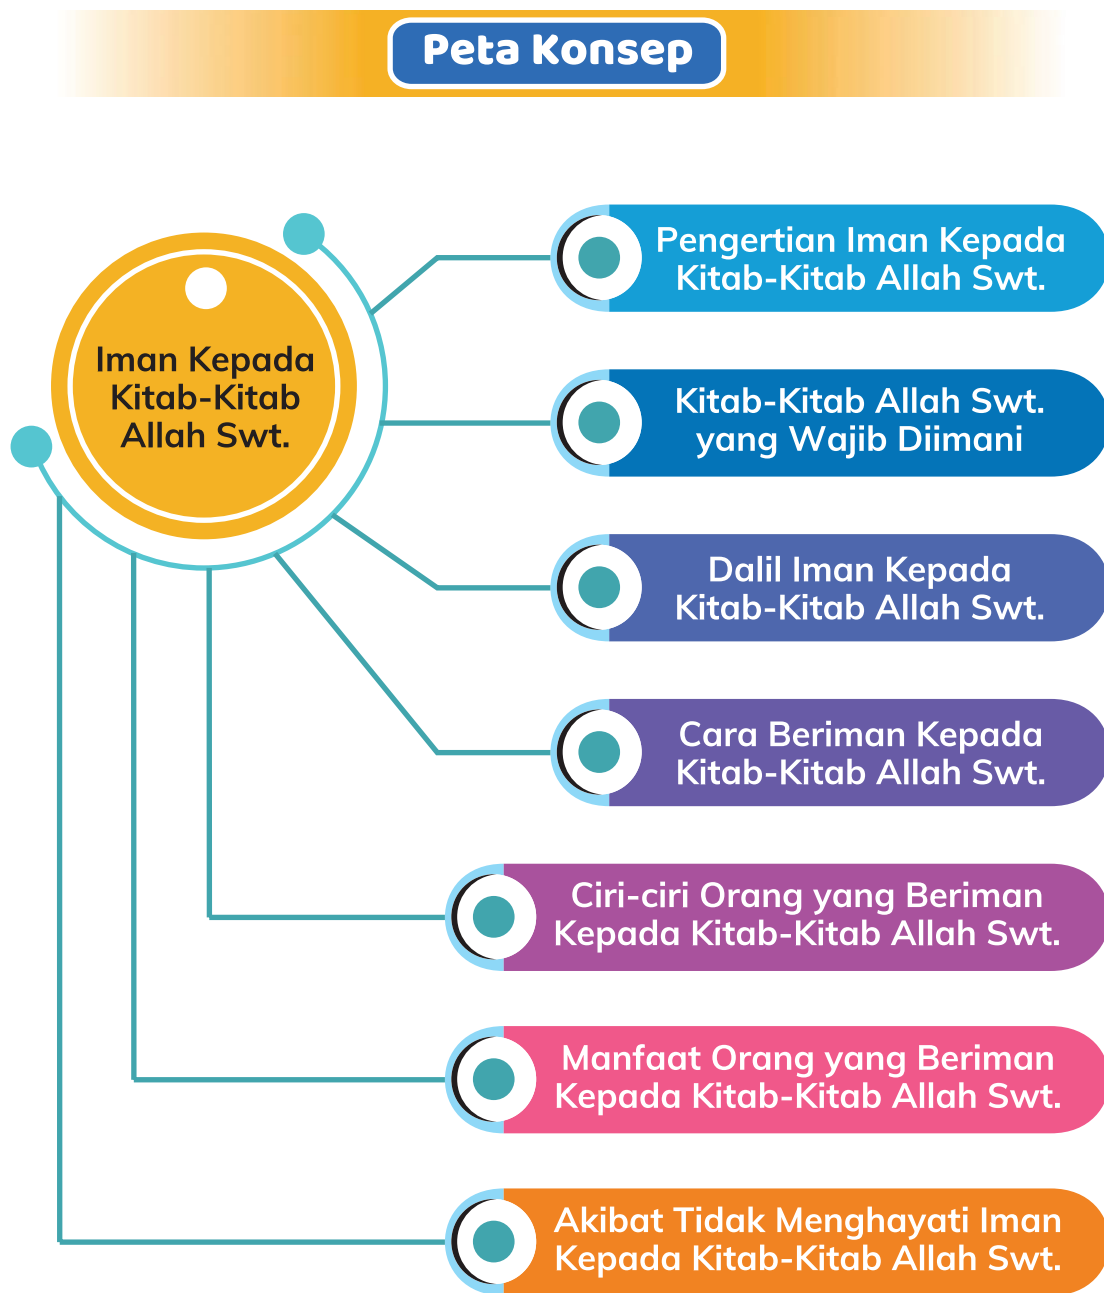 Peta Konsep
Iman Kepada
Kitab-Kitab
Allah Swt.
Pengertian Iman Kepada
Kitab-Kitab Allah Swt.
Kitab-Kitab Allah Swt.
yang Wajib Diimani
Dalil Iman Kepada
Kitab-Kitab Allah Swt.
Cara Beriman Kepada
Kitab-Kitab Allah Swt.
Ciri-ciri Orang yang Beriman
Kepada Kitab-Kitab Allah Swt.
Manfaat Orang yang Beriman
Kepada Kitab-Kitab Allah Swt.
Akibat Tidak Menghayati Iman
Kepada Kitab-Kitab Allah Swt.